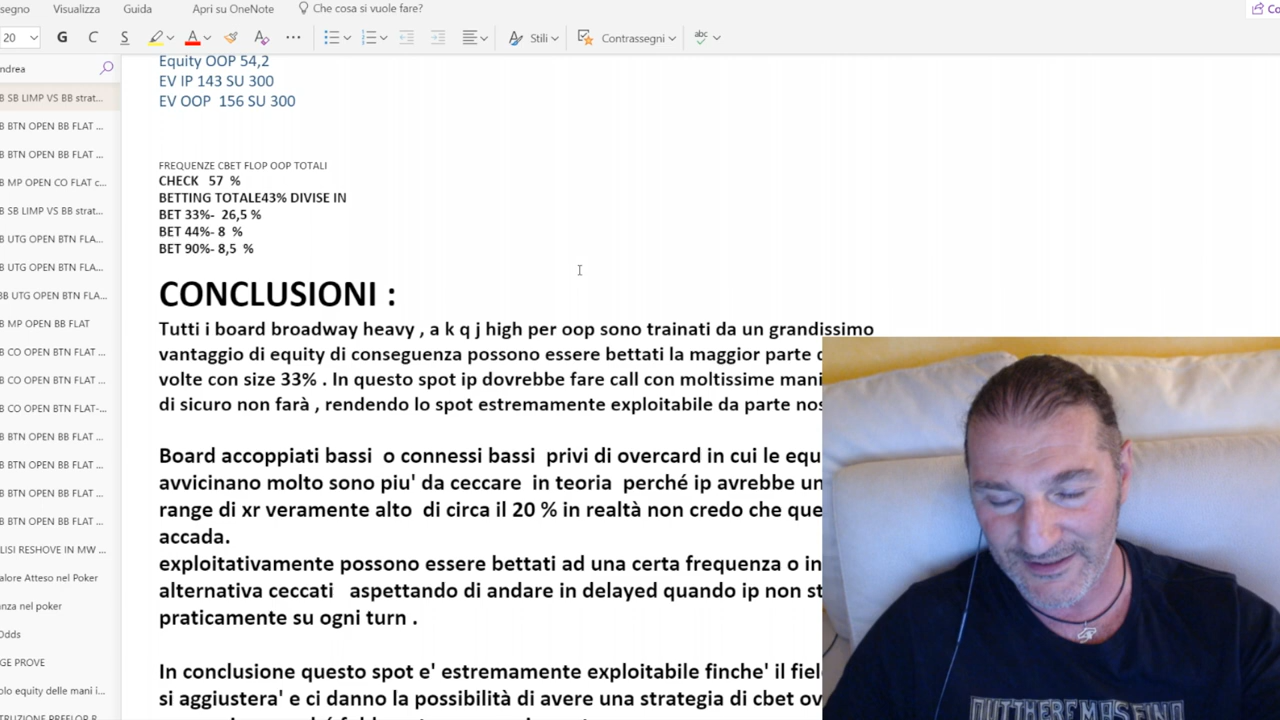 segno Visualizza Guida Apri su OneNote Che cosa si vuole fare?
20 G C S A A ... Stili Contrassegni abc
ndrea
B SB LIMP VS BB strat...
B BTN OPEN BB FLAT ...
B BTN OPEN BB FLAT ...
B MP OPEN CO FLAT c...
B SB LIMP VS BB strat...
B UTG OPEN BTN FLA...
B UTG OPEN BTN FLA...
BB UTG OPEN BTN FLA...
B MP OPEN BB FLAT
B CO OPEN BTN FLAT ...
B CO OPEN BTN FLAT ...
B CO OPEN BTN FLAT-...
B BTN OPEN BB FLAT ...
B BTN OPEN BB FLAT ...
B BTN OPEN BB FLAT ...
B BTN OPEN BB FLAT ...
LISI RESHOVE IN MW ...
alore Atteso nel Poker
nza nel poker
Odds
GE PROVE
olo equity delle mani i...
Equity OOP 54,2
EV IP 143 SU 300
EV OOP 156 SU 300
FREQUENZE CBET FLOP OOP TOTALI
CHECK 57 %
BETTING TOTALE43% DIVISE IN
BET 33%- 26,5 %
BET 44%- 8 %
BET 90%- 8,5 %
CONCLUSIONI :
Tutti i board broadway heavy , a k q j high per oop sono trainati da un grandissimo
vantaggio di equity di conseguenza possono essere bettati la maggior parte
volte con size 33% . In questo spot ip dovrebbe fare call con moltissime mani
di sicuro non farà , rendendo lo spot estremamente exploitabile da parte nos
Board accoppiati bassi o connessi bassi privi di overcard in cui le equ
avvicinano molto sono piu' da ceccare in teoria perché ip avrebbe un
range di xr veramente alto di circa il 20 % in realtà non credo che que
accada.
exploitativamente possono essere bettati ad una certa frequenza o in
alternativa ceccati aspettando di andare in delayed quando ip non st
praticamente su ogni turn .
In conclusione questo spot e' estremamente exploitabile finche' il fiel
si aggiustera' e ci danno la possibilità di avere una strategia di cbet ov